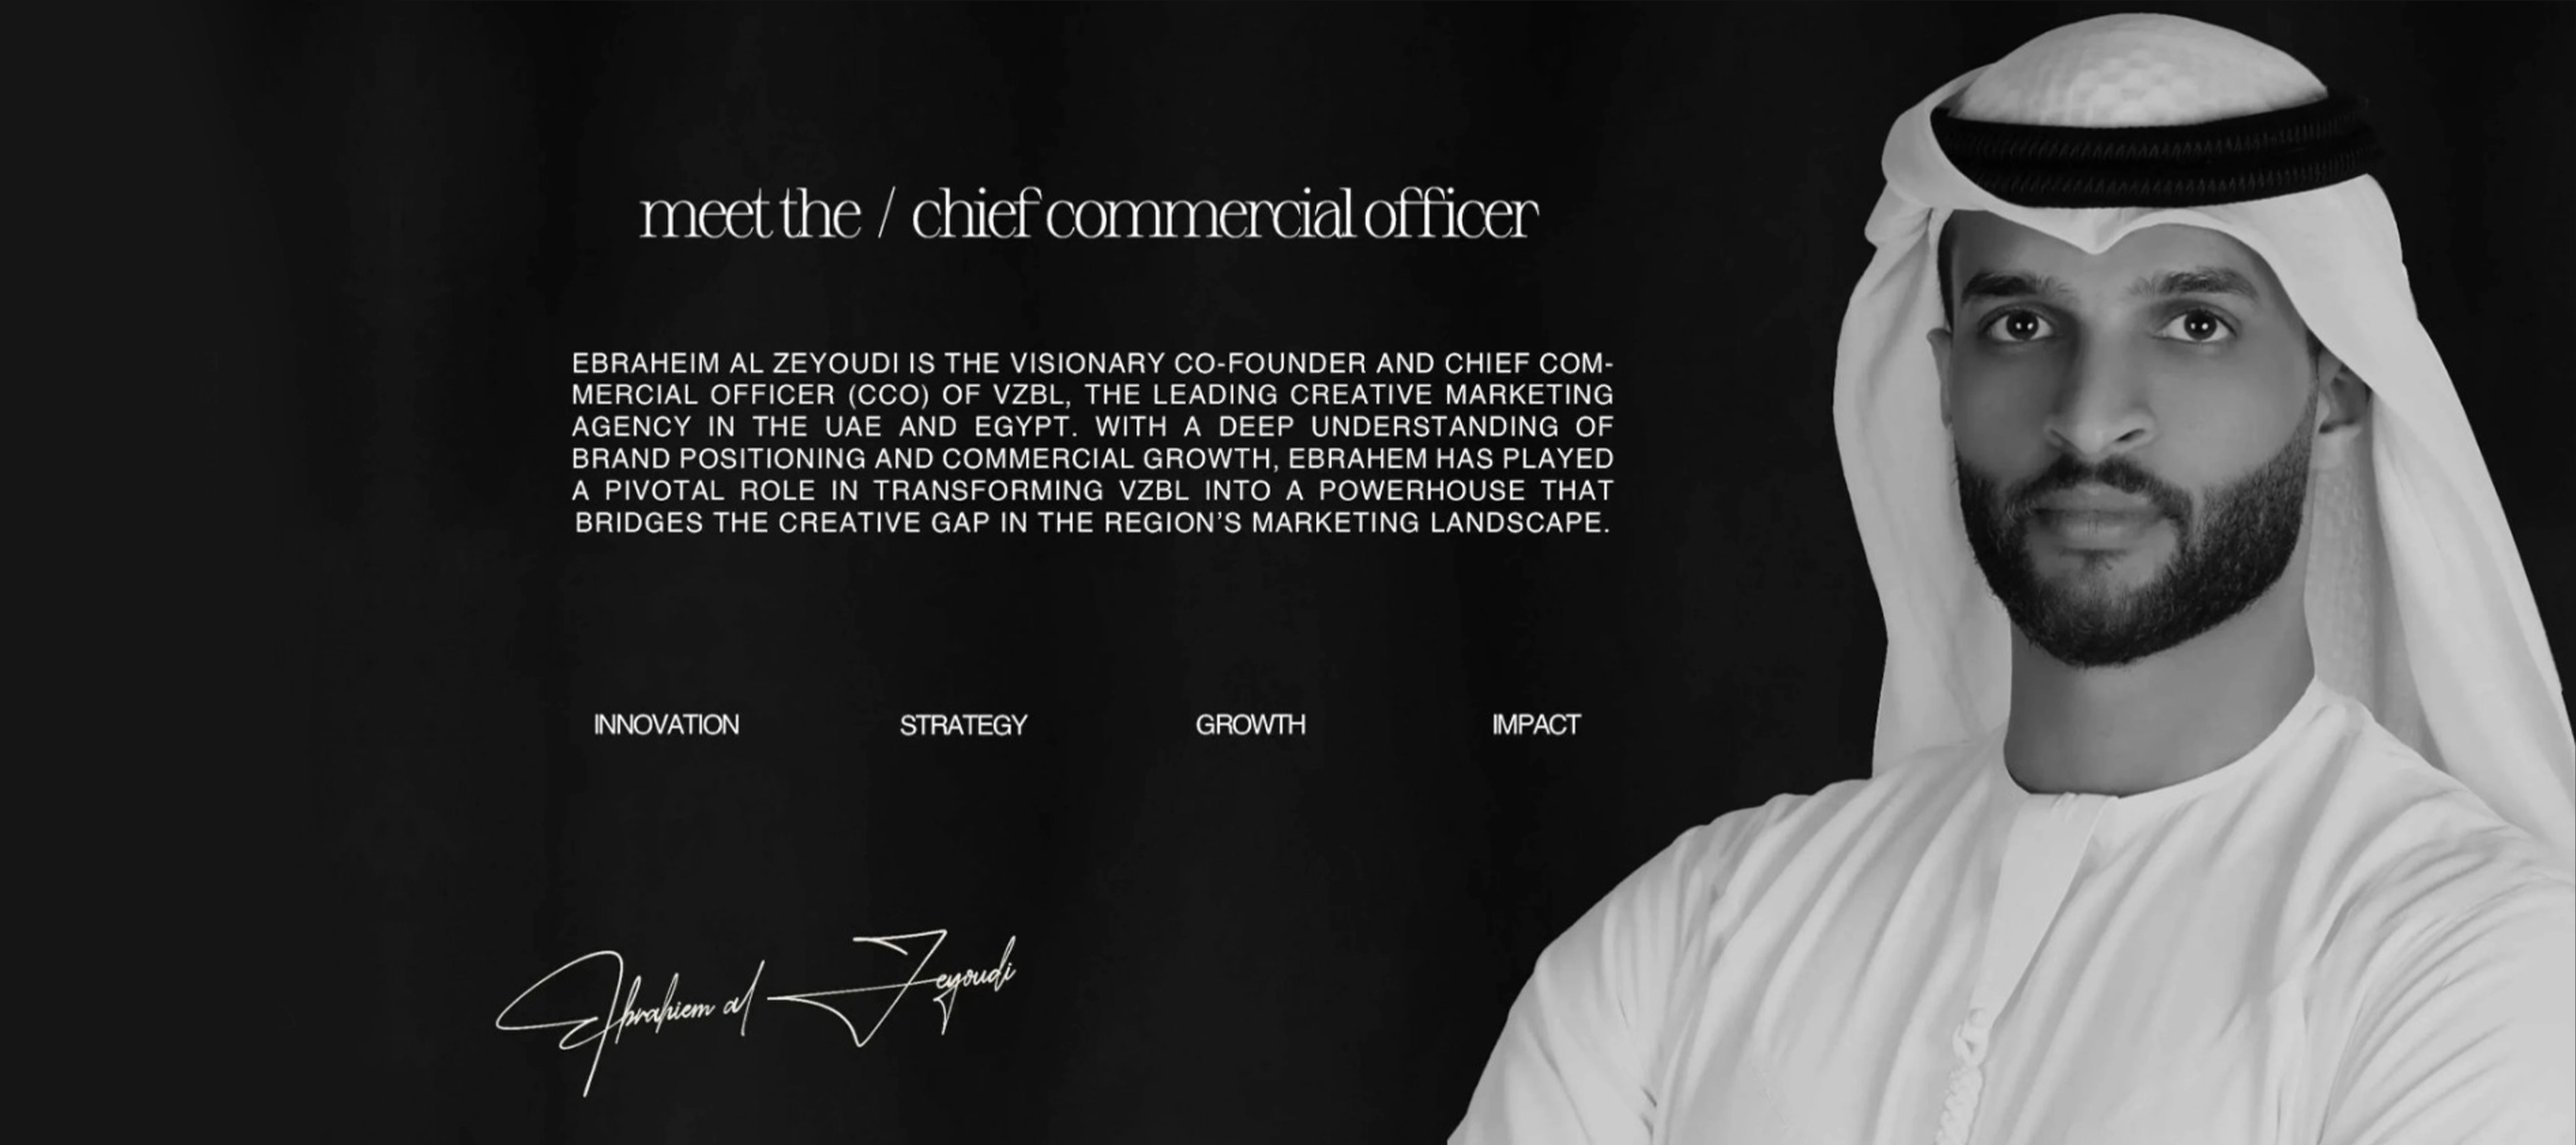 meet the / chief commercial officer
EBRAHEIM AL ZEYOUDI IS THE VISIONARY CO-FOUNDER AND CHIEF COM-
MERCIAL OFFICER (CCO) OF VZBL, THE LEADING CREATIVE MARKETING
AGENCY IN THE UAE AND EGYPT. WITH A DEEP UNDERSTANDING OF
BRAND POSITIONING AND COMMERCIAL GROWTH, EBRAHEM HAS PLAYED
A PIVOTAL ROLE IN TRANSFORMING VZBL INTO A POWERHOUSE THAT
BRIDGES THE CREATIVE GAP IN THE REGION’S MARKETING LANDSCAPE.
INNOVATION STRATEGY GROWTH IMPACT
Ebrahiem al Zeyoudi